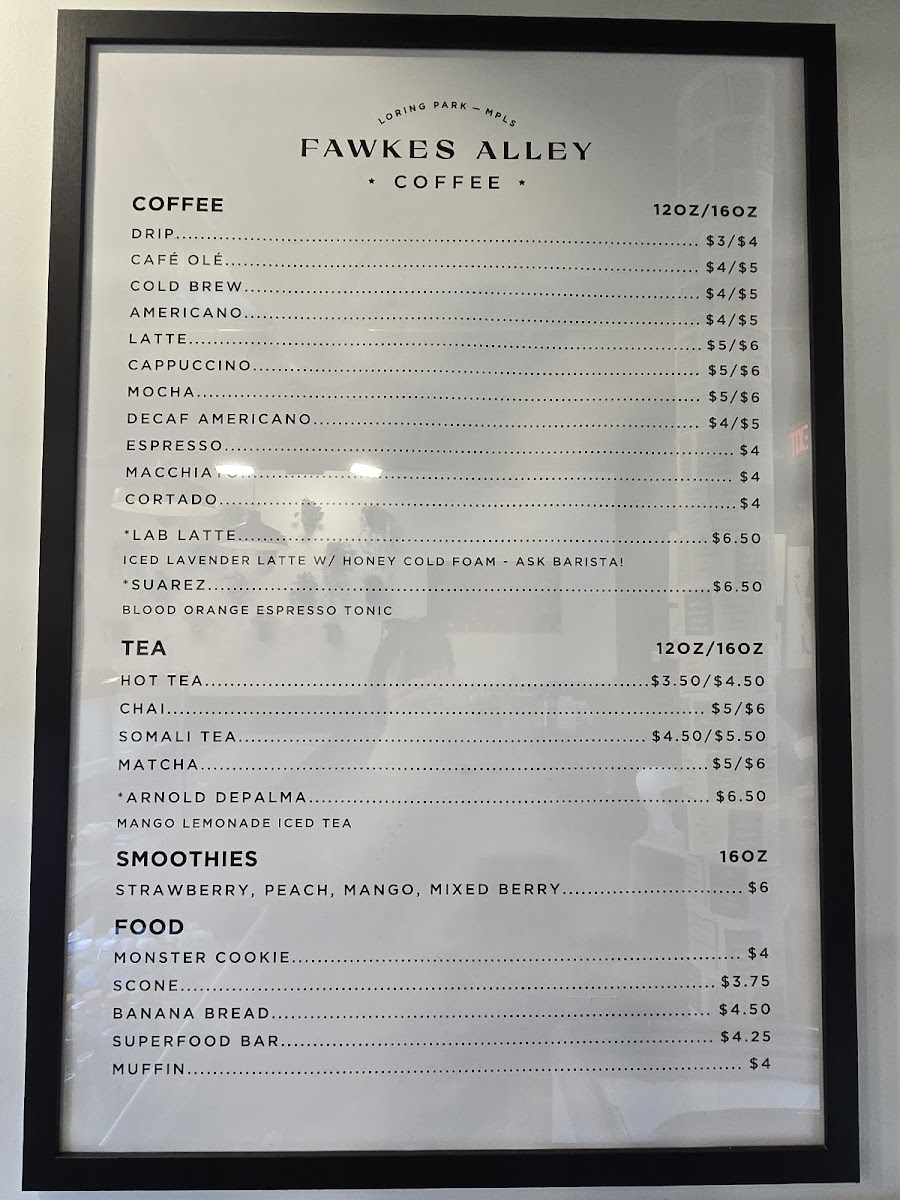 LORING PARK — MPLS
FAWKES ALLEY
★ COFFEE ★
COFFEE 12OZ/16OZ
DRIP $3/$4
CAFÉ OLÉ $4/$5
COLD BREW $4/$5
AMERICANO $4/$5
LATTE $5/$6
CAPPUCCINO $5/$6
MOCHA $5/$6
DECAF AMERICANO $4/$5
ESPRESSO $4
MACCHIATO $4
CORTADO $4
*LAB LATTE $6.50
ICED LAVENDER LATTE W/ HONEY COLD FOAM - ASK BARISTA!
*SUAREZ $6.50
BLOOD ORANGE ESPRESSO TONIC
TEA 12OZ/16OZ
HOT TEA $3.50/$4.50
CHAI $5/$6
SOMALI TEA $4.50/$5.50
MATCHA $5/$6
*ARNOLD DEPALMA $6.50
MANGO LEMONADE ICED TEA
SMOOTHIES 16OZ
STRAWBERRY, PEACH, MANGO, MIXED BERRY $6
FOOD
MONSTER COOKIE $4
SCONE $3.75
BANANA BREAD $4.50
SUPERFOOD BAR $4.25
MUFFIN $4